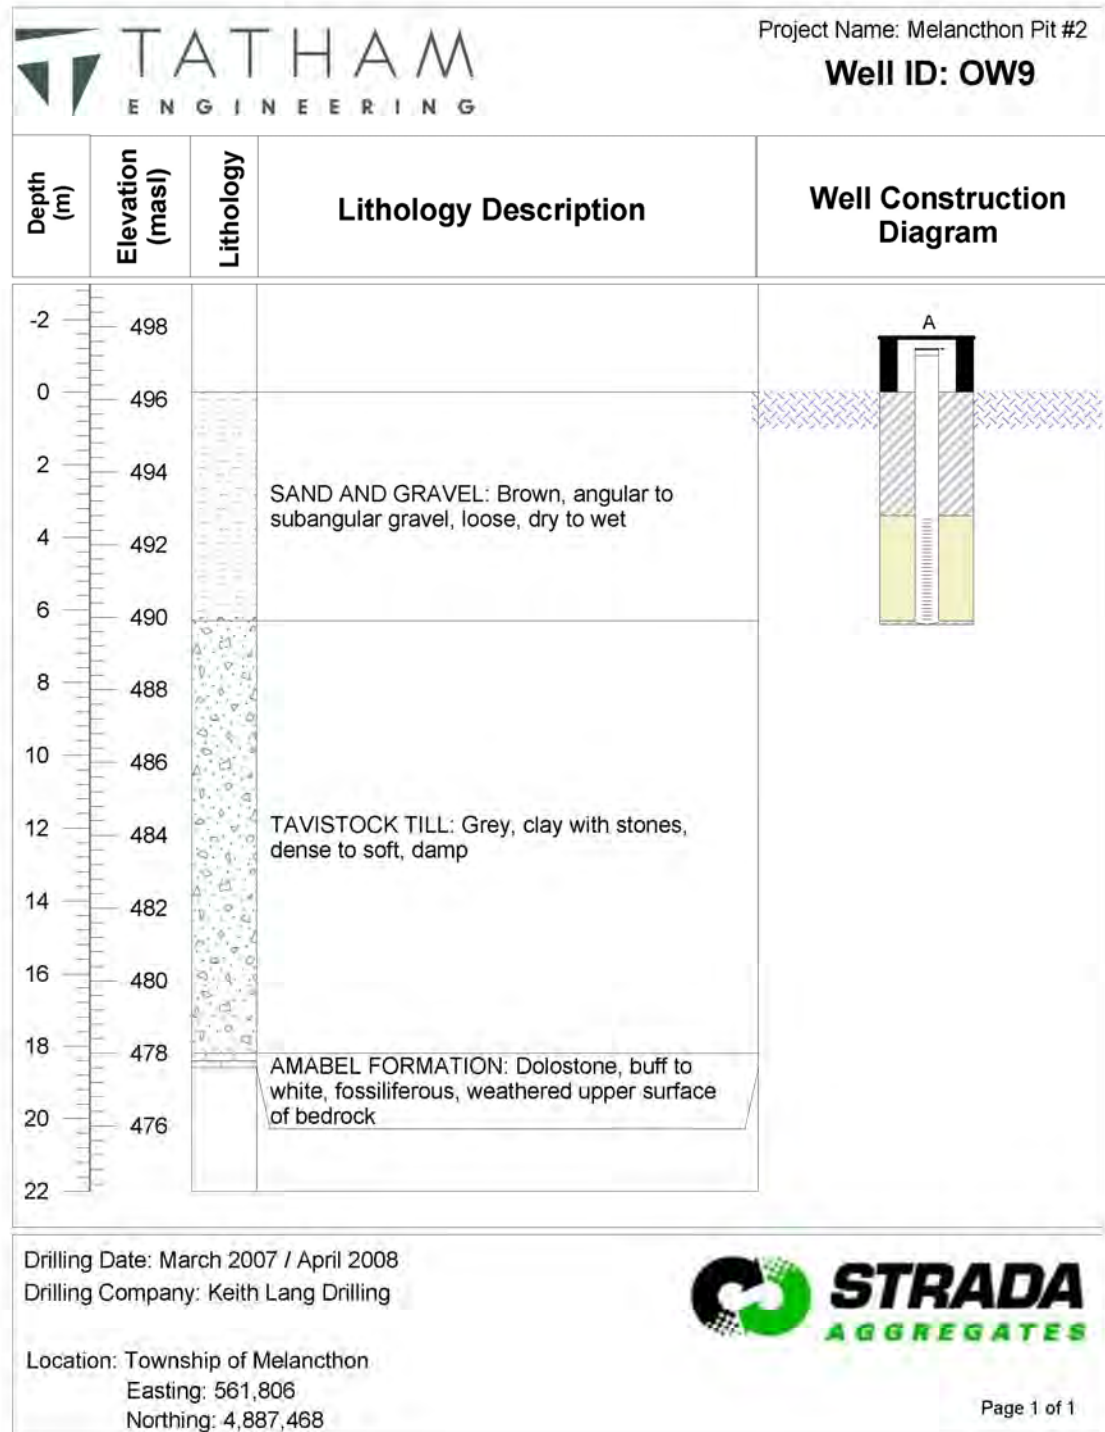 TATHAM
ENGINEERING
Project Name: Melancthon Pit #2
Well ID: OW9
Depth
(m)
Elevation
(masl)
Lithology
Lithology Description
Well Construction
Diagram
-2
0
2
4
6
8
10
12
14
16
18
20
22
498
496
494
492
490
488
486
484
482
480
478
476
SAND AND GRAVEL: Brown, angular to
subangular gravel, loose, dry to wet
TAVISTOCK TILL: Grey, clay with stones,
dense to soft, damp
AMABEL FORMATION: Dolostone, buff to
white, fossiliferous, weathered upper surface
of bedrock
A
Drilling Date: March 2007 / April 2008
Drilling Company: Keith Lang Drilling
Location: Township of Melancthon
Easting: 561,806
Northing: 4,887,468
STRADA
AGGREGATES
Page 1 of 1